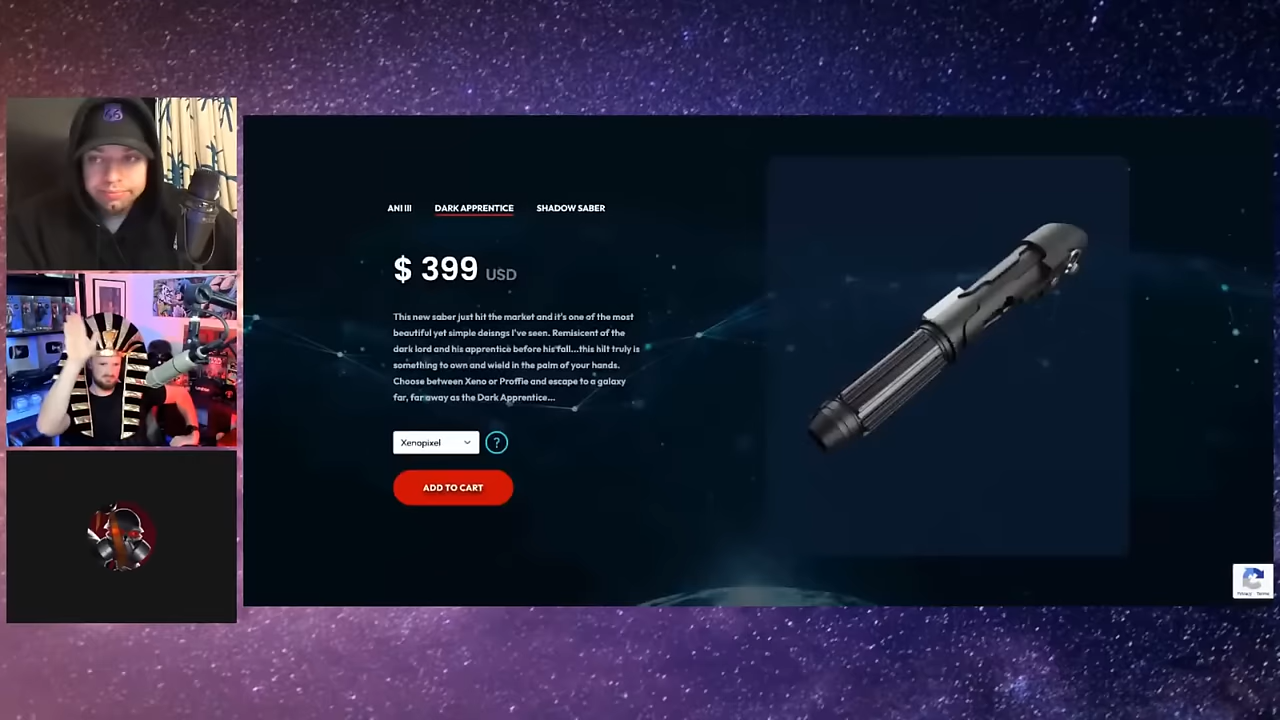 ANI III
DARK APPRENTICE
SHADOW SABER
$ 399 USD
This new saber just hit the market and it's one of the most
beautiful yet simple deisngs I've seen. Remisicent of the
dark lord and his apprentice before his fall...this hilt truly is
something to own and wield in the palm of your hands.
Choose between Xeno or Proffie and escape to a galaxy
far, far away as the Dark Apprentice...
Xenopixel
?
ADD TO CART
Privacy - Terms